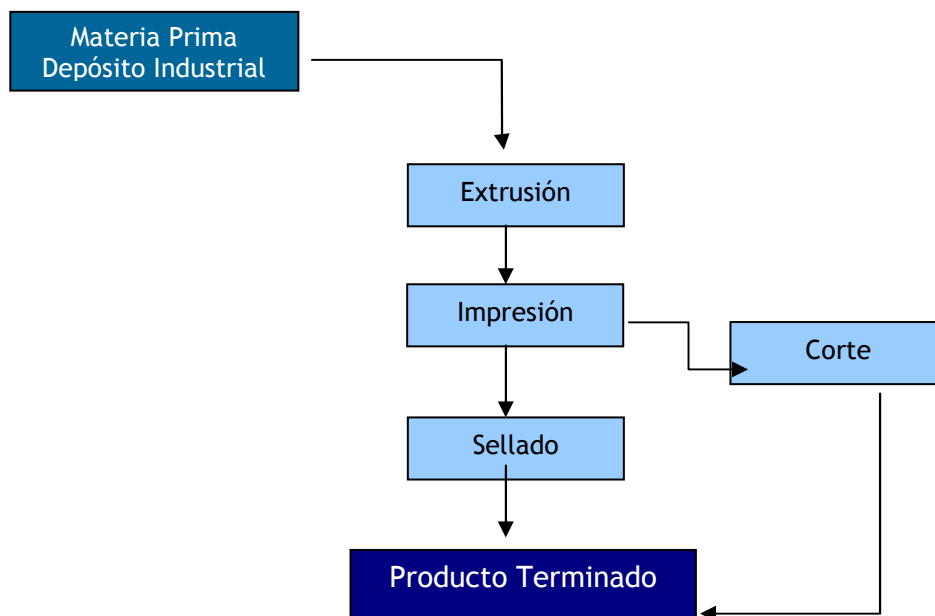 Materia Prima
Depósito Industrial
Extrusión
Impresión
Corte
Sellado
Producto Terminado